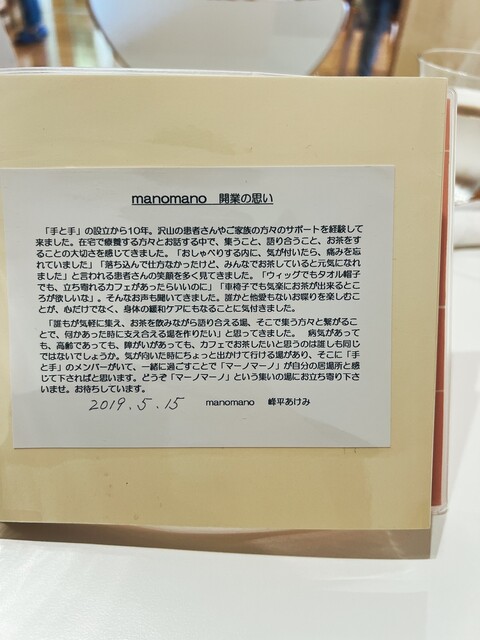 manomano 開業の思い
「手と手」の設立から10年。沢山の患者さんやご家族の方々のサポートを経験して
来ました。在宅で療養する方々とお話する中で、集うこと、語り合うこと、お茶をす
ることの大切さを感じてきました。「おしゃべりする内に、気が付いたら、痛みを忘
れていました」「落ち込んで仕方なかったけど、みんなでお茶していると元気になれ
ました」と言われる患者さんの笑顔を多く見てきました。「ウィッグでもタオル帽子
でも、立ち寄れるカフェがあったらいいのに」「車椅子でも気楽にお茶が出来るとこ
ろが欲しいな」。そんなお声も聞いてきました。誰かと他愛もないお喋りを楽しむこ
とが、心だけでなく、身体の緩和ケアにもなることに気付きました。
「誰もが気軽に集え、お茶を飲みながら語り合える場、そこで集う方々と繋がるこ
とで、何かあった時に支え合える場を作りたい」と思ってきました。 病気があって
も、高齢であっても、障がいがあっても、カフェでお茶したいと思うのは誰しも同じ
ではないでしょうか。気が向いた時にちょっと出かけて行ける場があり、そこに「手
と手」のメンバーがいて、一緒に過ごすことで「マーノマーノ」が自分の居場所と感
じて下さればと思います。どうぞ「マーノマーノ」という集いの場にお立ち寄り下さ
いませ。お待ちしています。
2019.5.15 manomano 峰平あけみ